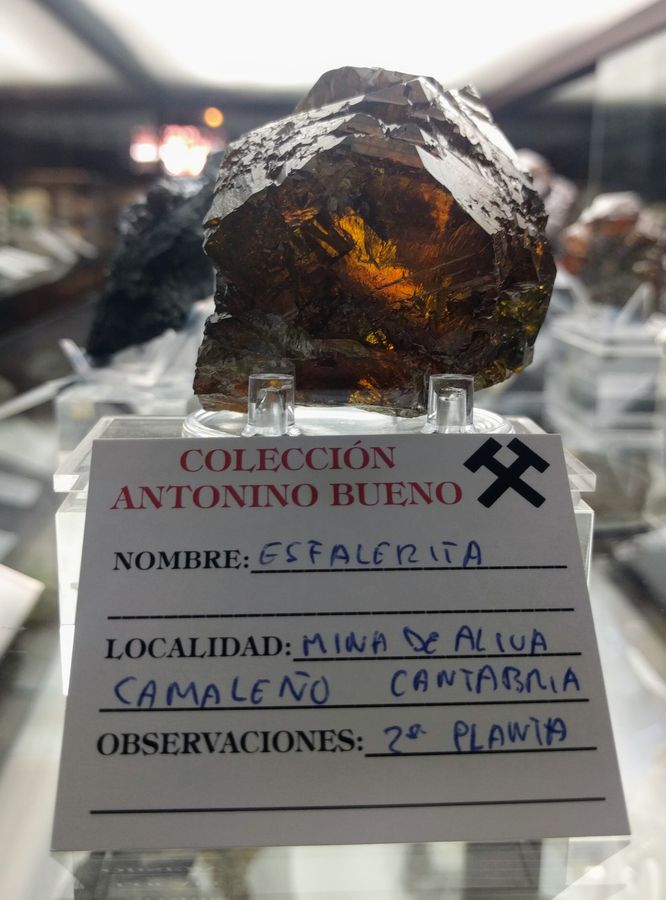 COLECCIÓN
ANTONINO BUENO
NOMBRE: ESFALERITA
LOCALIDAD: MINA DE ALIVA
CAMALEÑO CANTABRIA
OBSERVACIONES: 2ª PLANTA